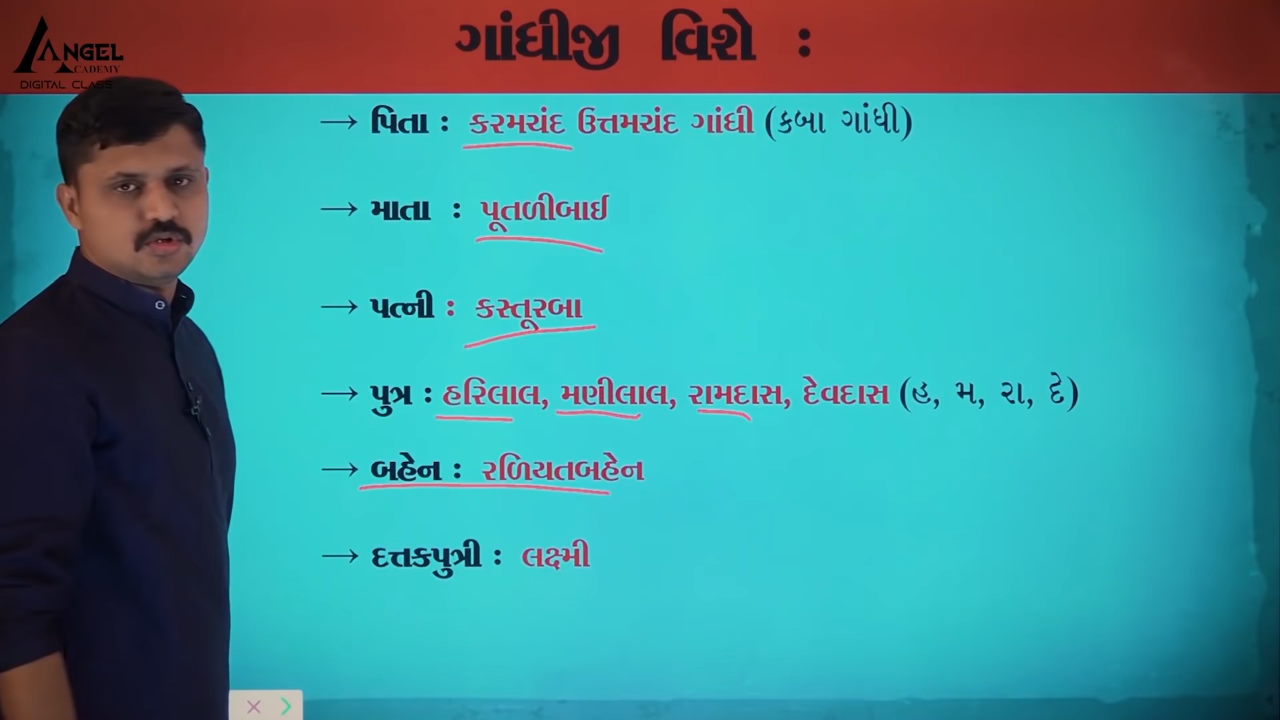 ANGEL
ACADEMY
DIGITAL CLASS
ગાંધીજી વિશે :
→ પિતા : કરમચંદ ઉત્તમચંદ ગાંધી (કબા ગાંધી)
→ માતા : પૂતળીબાઈ
→ પત્ની : કસ્તૂરબા
→ પુત્ર : હરિલાલ, મણીલાલ, રામદાસ, દેવદાસ (હ, મ, રા, દે)
→ બહેન : રળિયતબહેન
→ દત્તકપુત્રી : લક્ષ્મી